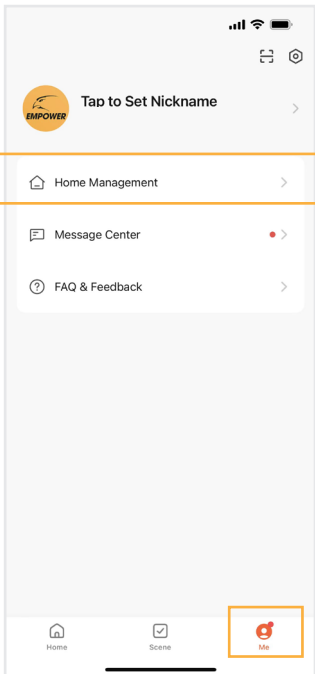 EMPOWER
Tap to Set Nickname
Home Management
Message Center
FAQ & Feedback
Home
Scene
Me